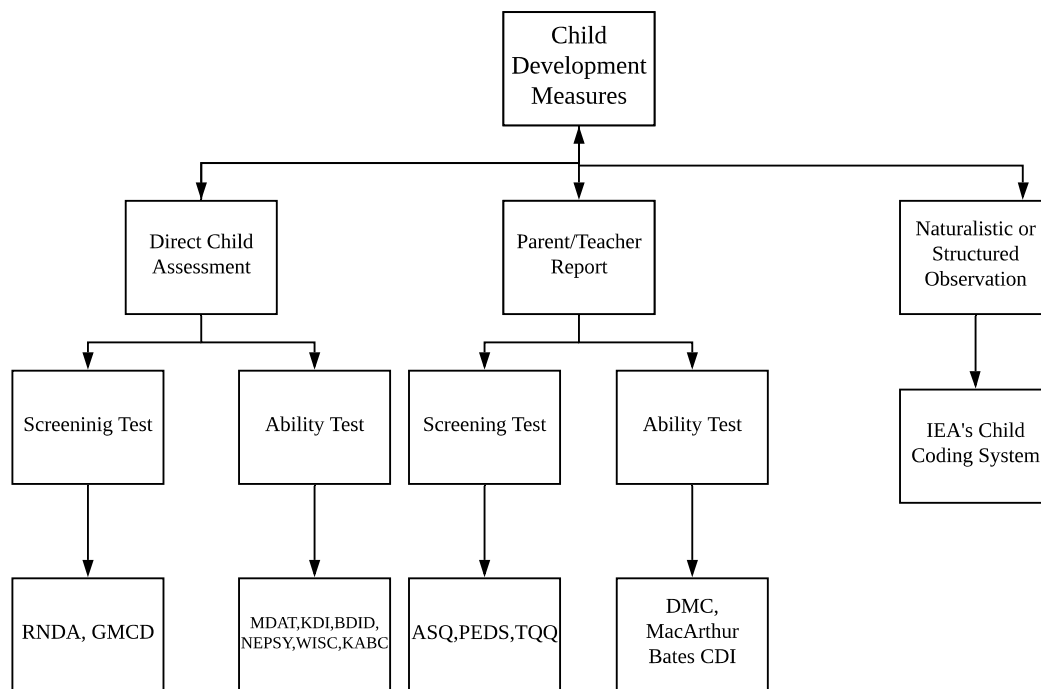 Child
Development
Measures
Direct Child
Assessment
Parent/Teacher
Report
Naturalistic or
Structured
Observation
Screeninig Test
Ability Test
Screening Test
Ability Test
IEA's Child
Coding System
RNDA, GMCD
MDAT,KDI,BDID,
NEPSY,WISC,KABC
ASQ,PEDS,TQQ
DMC,
MacArthur
Bates CDI